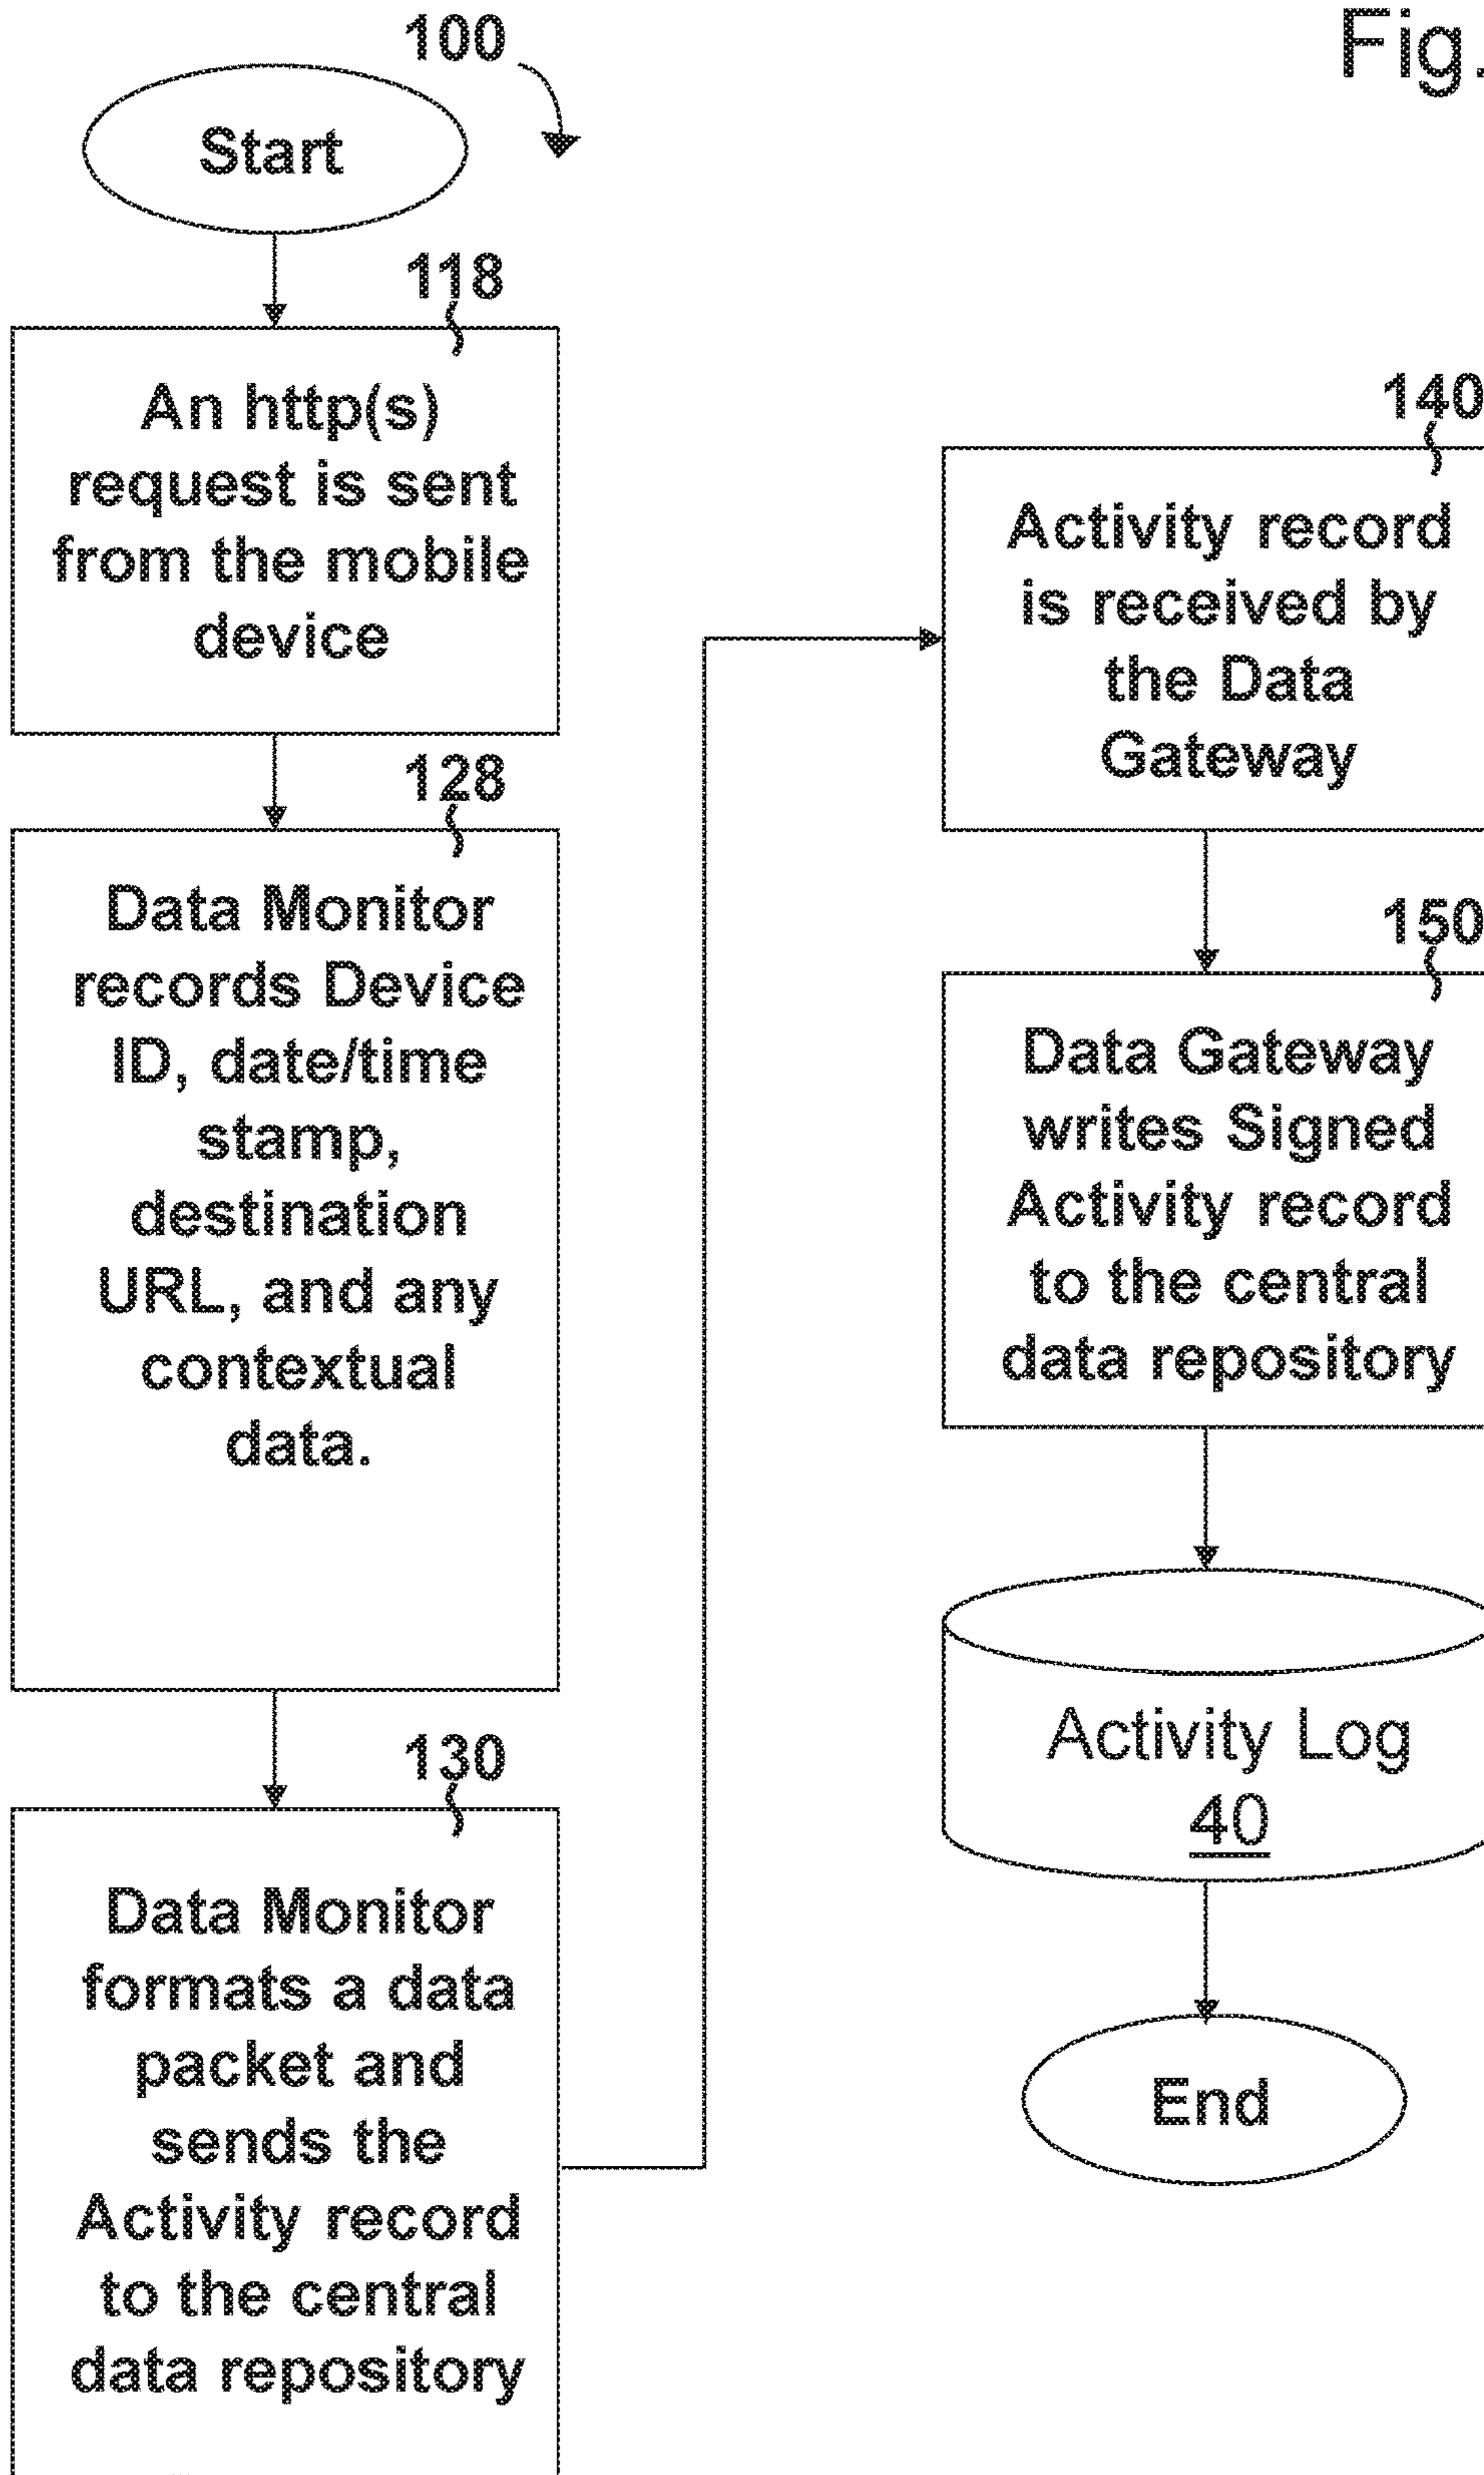 Fig.
100
Start
118
An http(s)
request is sent
from the mobile
device
128
Data Monitor
records Device
ID, date/time
stamp,
destination
URL, and any
contextual
data.
130
Data Monitor
formats a data
packet and
sends the
Activity record
to the central
data repository
140
Activity record
is received by
the Data
Gateway
150
Data Gateway
writes Signed
Activity record
to the central
data repository
Activity Log
40
End